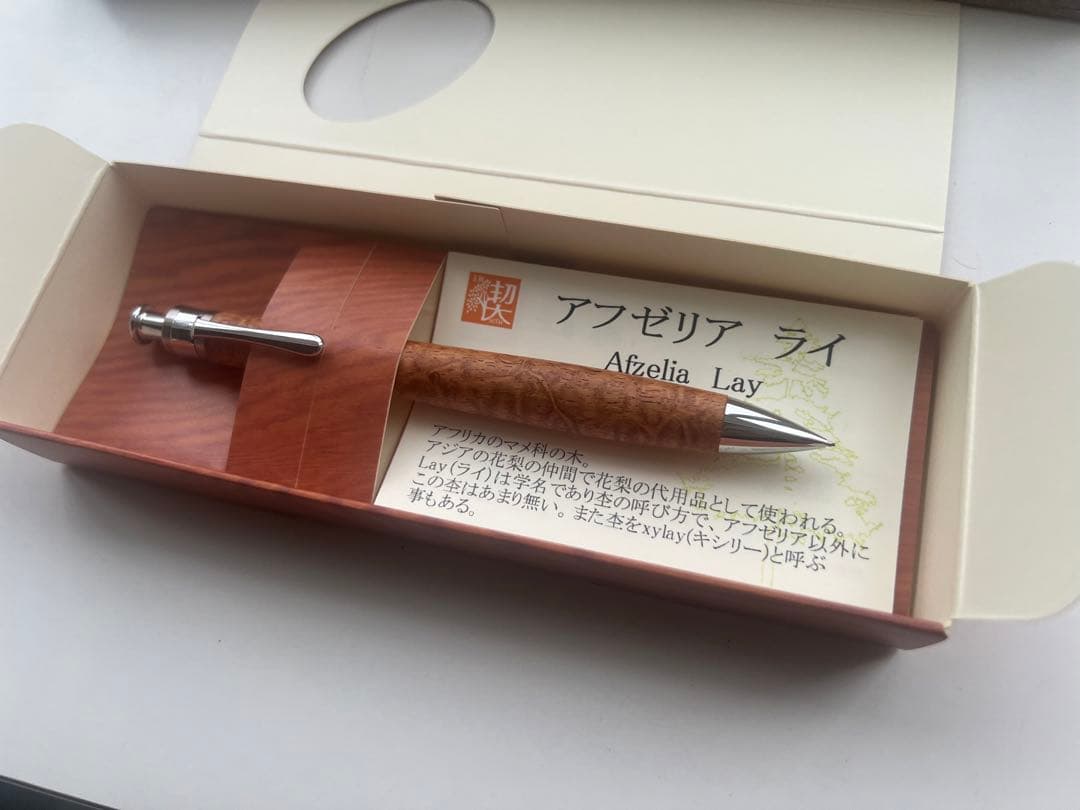 アフゼリア ライ
Afzelia Lay
アフリカのマメ科の木。
アジアの花梨の仲間で花梨の代用品として使われる。
Lay(ライ)は学名であり杢の呼び方で、アフゼリア以外に
この杢はあまり無い。また杢をxylay(キシリー)と呼ぶ
事もある。